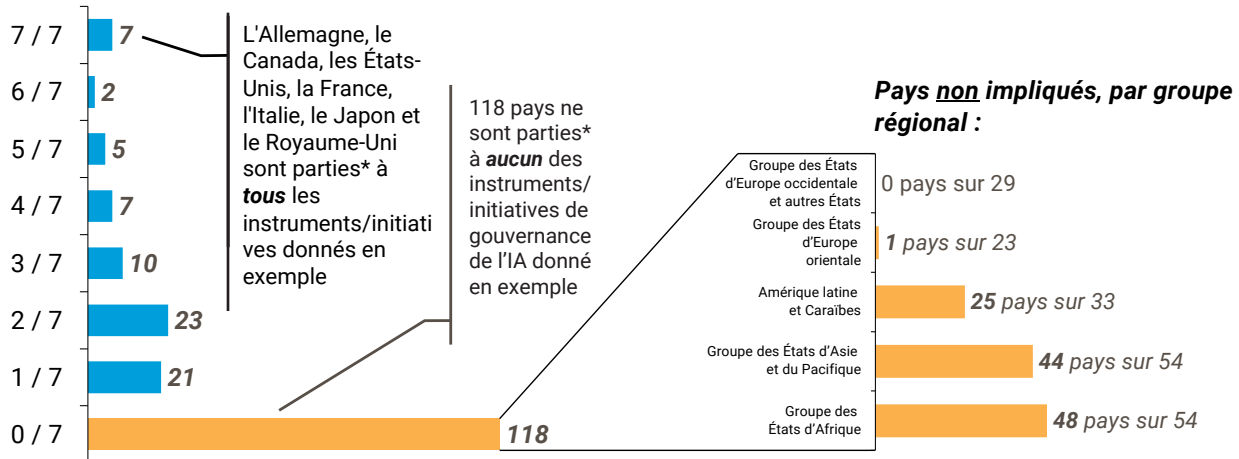 7 / 7
7
6 / 7
2
5 / 7
5
4 / 7
7
3 / 7
10
2 / 7
23
1 / 7
21
0 / 7
118
L'Allemagne, le
Canada, les États-
Unis, la France,
l'Italie, le Japon et
le Royaume-Uni
sont parties* à
tous les
instruments/initiati
ves donnés en
exemple
118 pays ne
sont parties*
à aucun des
instruments/
initiatives de
gouvernance
de l’IA donné
en exemple
Pays non impliqués, par groupe
régional :
Groupe des États
d’Europe occidentale
et autres États
0 pays sur 29
Groupe des États
d’Europe
orientale
1 pays sur 23
Amérique latine
et Caraïbes
25 pays sur 33
Groupe des États d’Asie
et du Pacifique
44 pays sur 54
Groupe des
États d’Afrique
48 pays sur 54